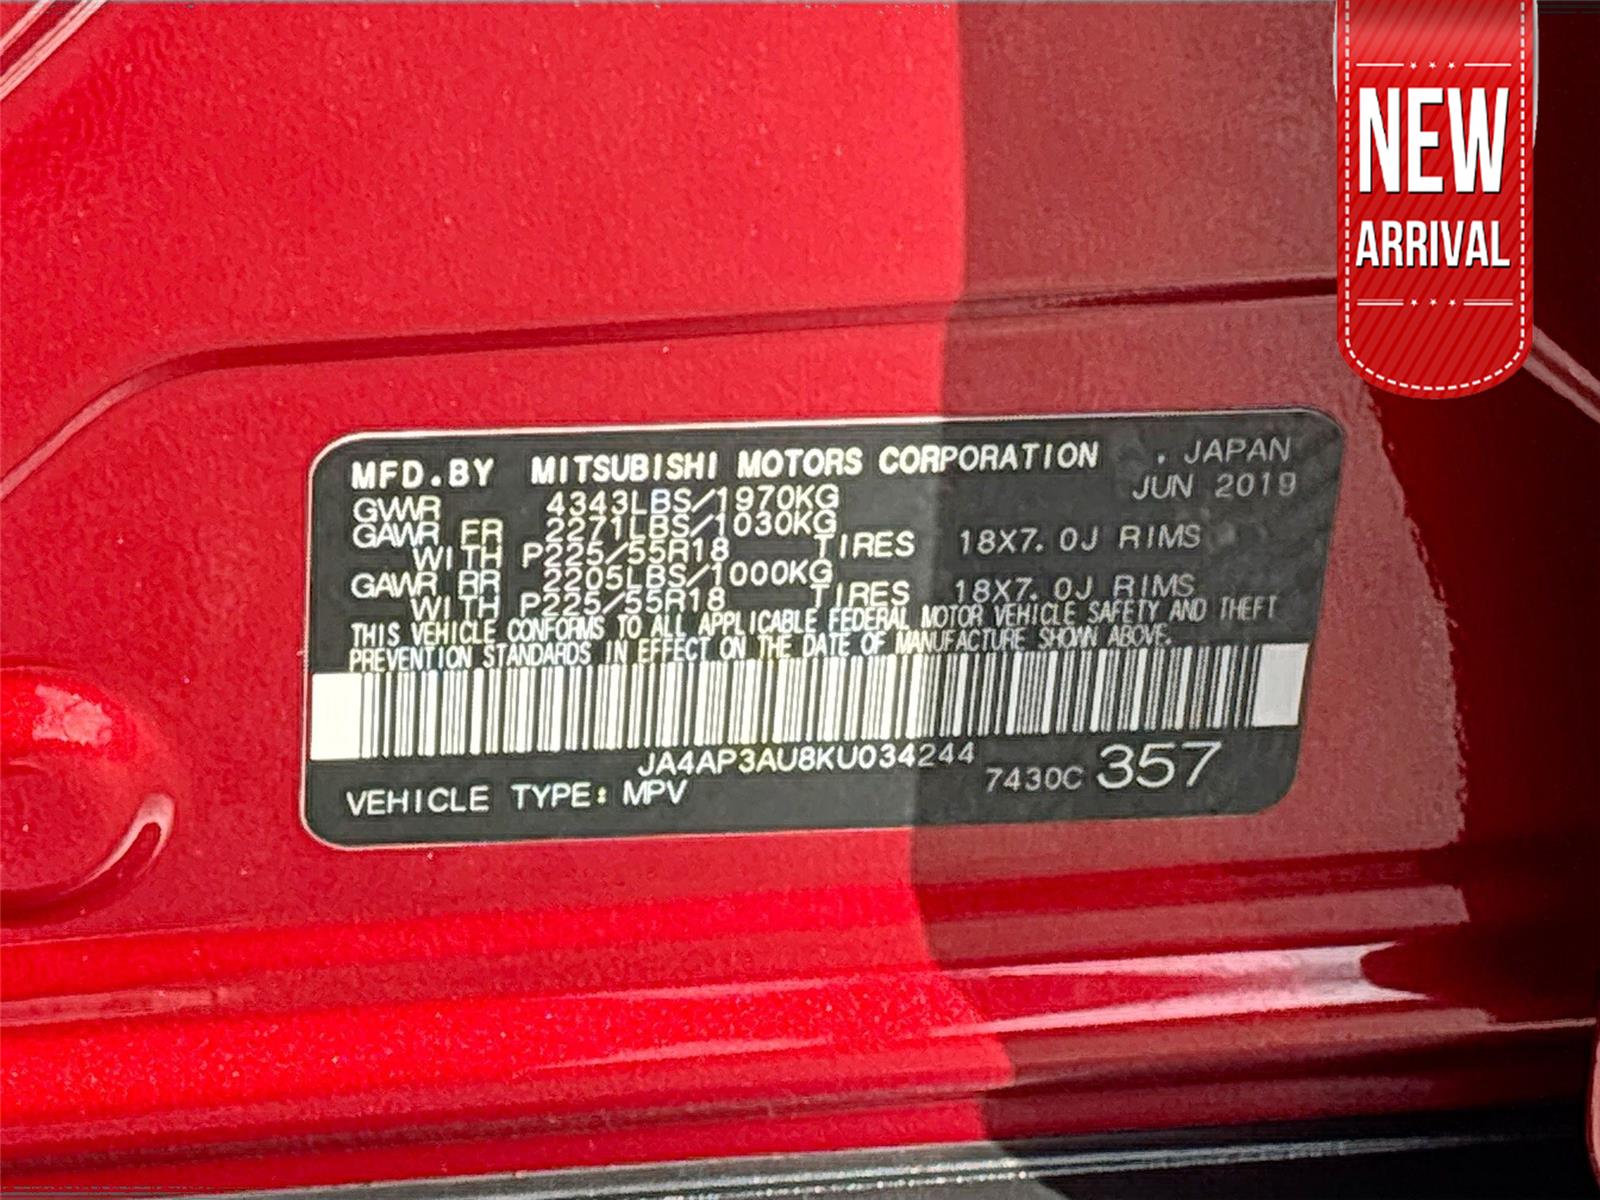 NEW
ARRIVAL
MFD.BY MITSUBISHI MOTORS CORPORATION . JAPAN
GVWR 4343LBS/1970KG JUN 2019
GAWR FR 2271LBS/1030KG
WITH P225/55R18 TIRES 18X7.0J RIMS
GAWR RR 2205LBS/1000KG
WITH P225/55R18 TIRES 18X7.0J RIMS
THIS VEHICLE CONFORMS TO ALL APPLICABLE FEDERAL MOTOR VEHICLE SAFETY AND THEFT
PREVENTION STANDARDS IN EFFECT ON THE DATE OF MANUFACTURE SHOWN ABOVE.
JA4AP3AU8KU034244
VEHICLE TYPE: MPV 7430C 357